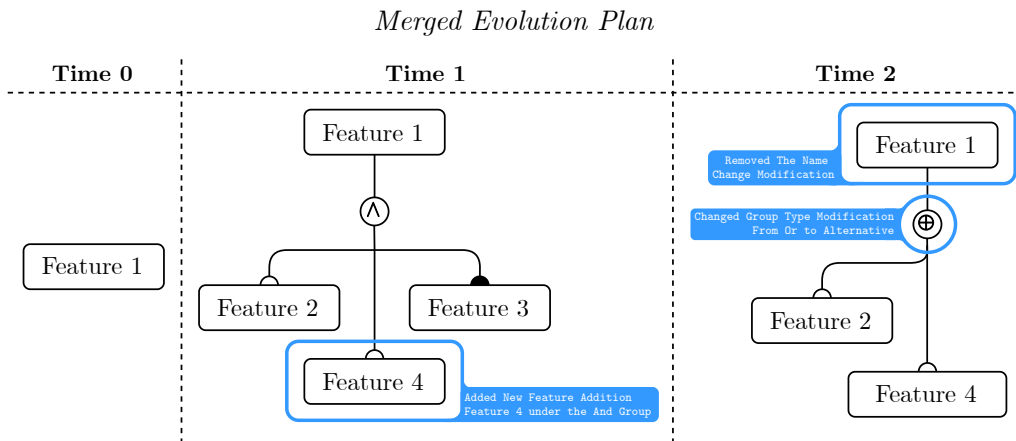 Merged Evolution Plan
Time 0
Time 1
Time 2
Feature 1
Feature 1
∧
Feature 2
Feature 3
Feature 4
Added New Feature Addition
Feature 4 under the And Group
Feature 1
Removed The Name
Change Modification
⊕
Changed Group Type Modification
From Or to Alternative
Feature 2
Feature 4